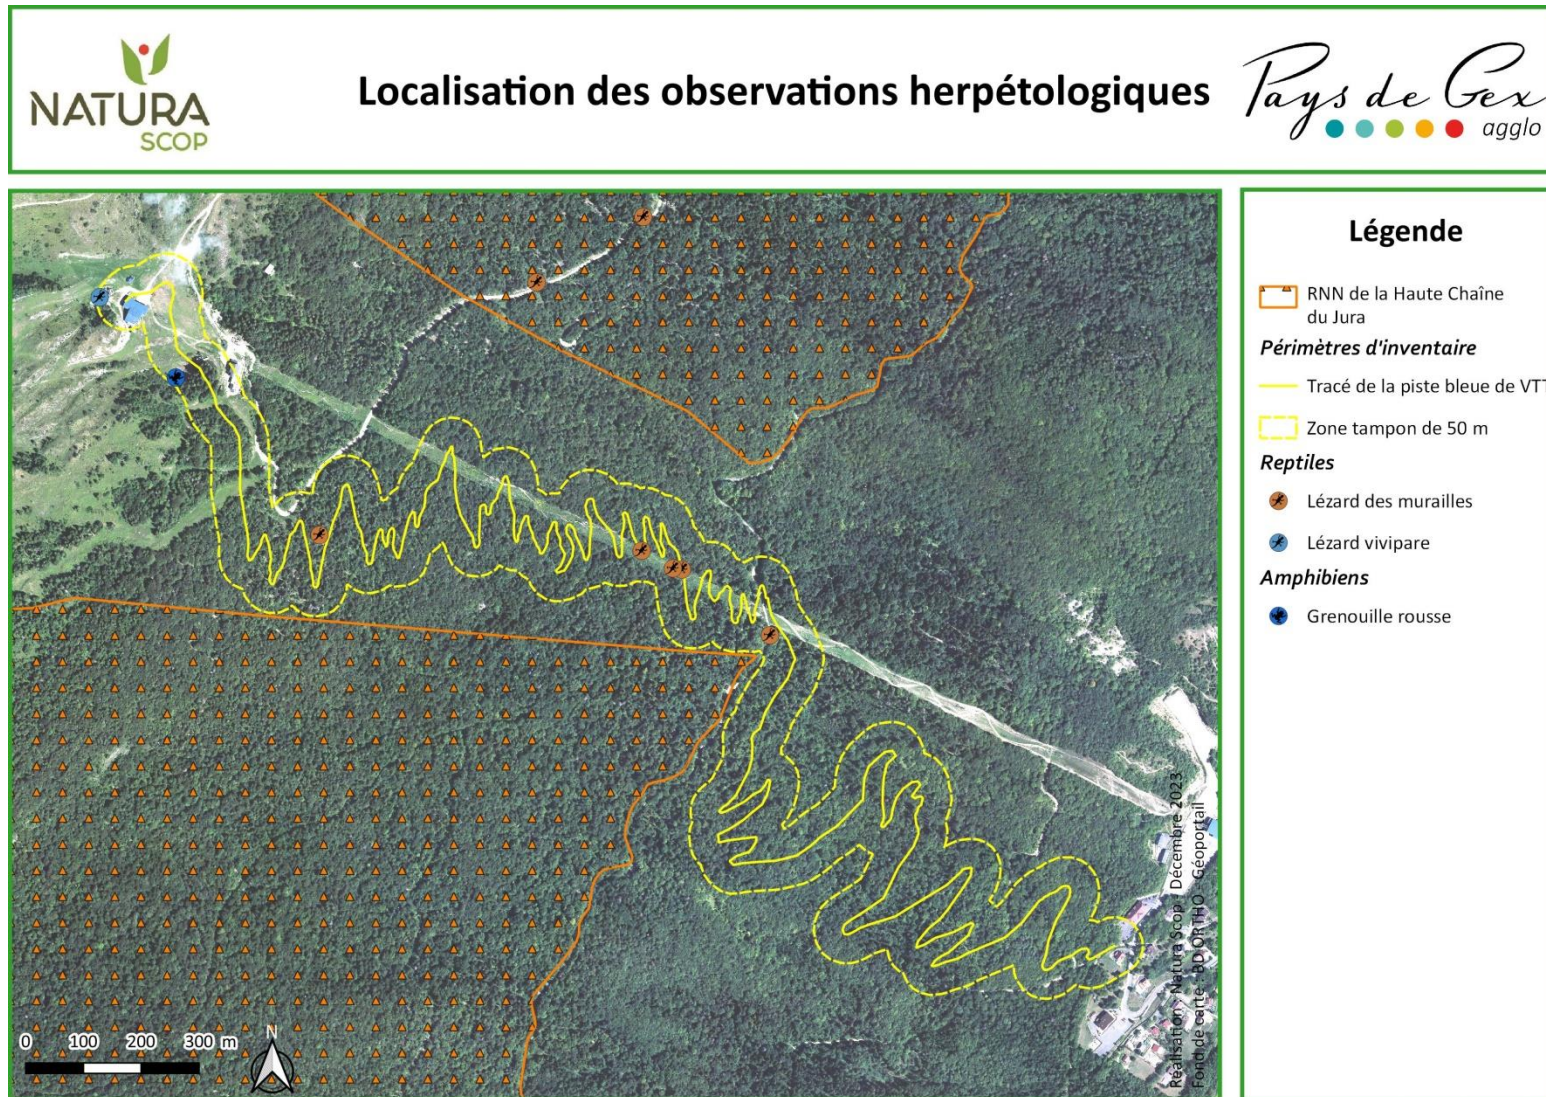 NATURA
SCOP
Localisation des observations herpétologiques
Pays de Gex
agglo
Légende
RNN de la Haute Chaîne
du Jura
Périmètres d'inventaire
Tracé de la piste bleue de VTT
Zone tampon de 50 m
Reptiles
Lézard des murailles
Lézard vivipare
Amphibiens
Grenouille rousse
0 100 200 300 m
N
Réalisation : Natura Scop, Décembre 2023
Fond de carte : BD ORTHO - Géoportail